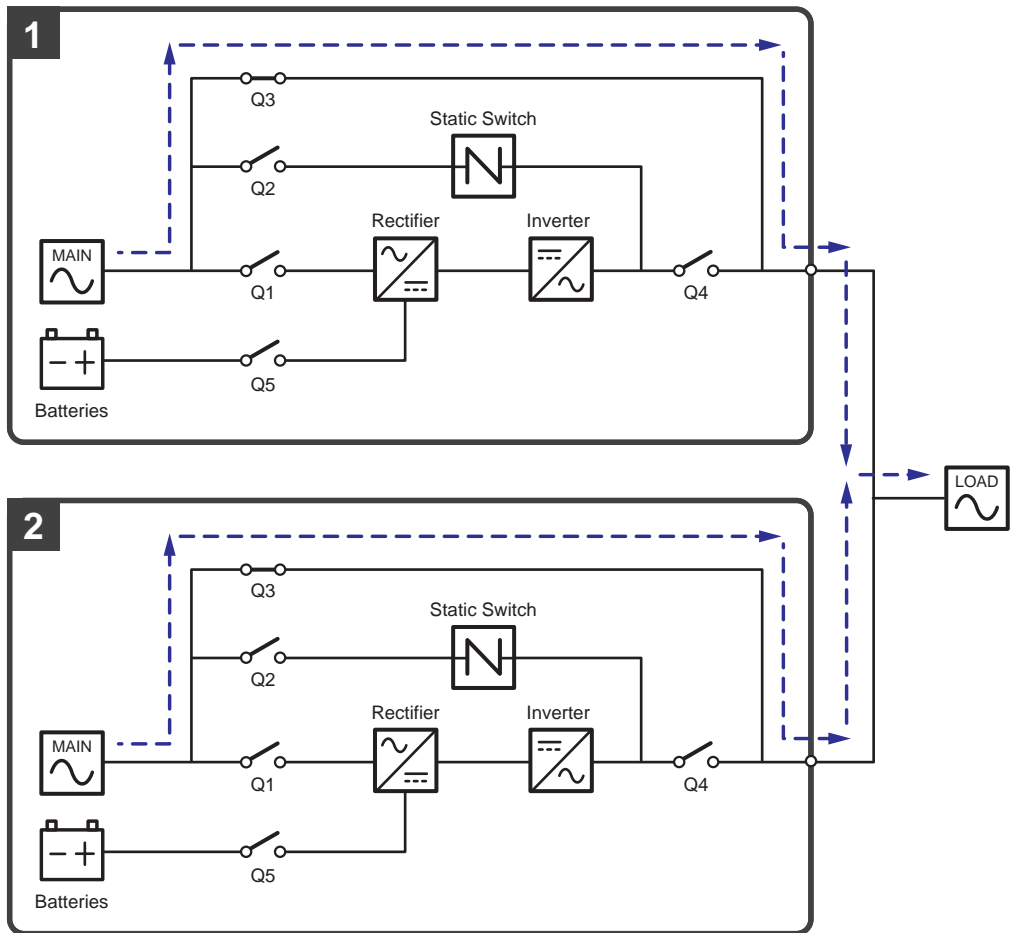 1
Q3
Static Switch
Q2
Rectifier
Inverter
MAIN
Q1
Q4
Q5
Batteries
LOAD
2
Q3
Static Switch
Q2
Rectifier
Inverter
MAIN
Q1
Q4
Q5
Batteries